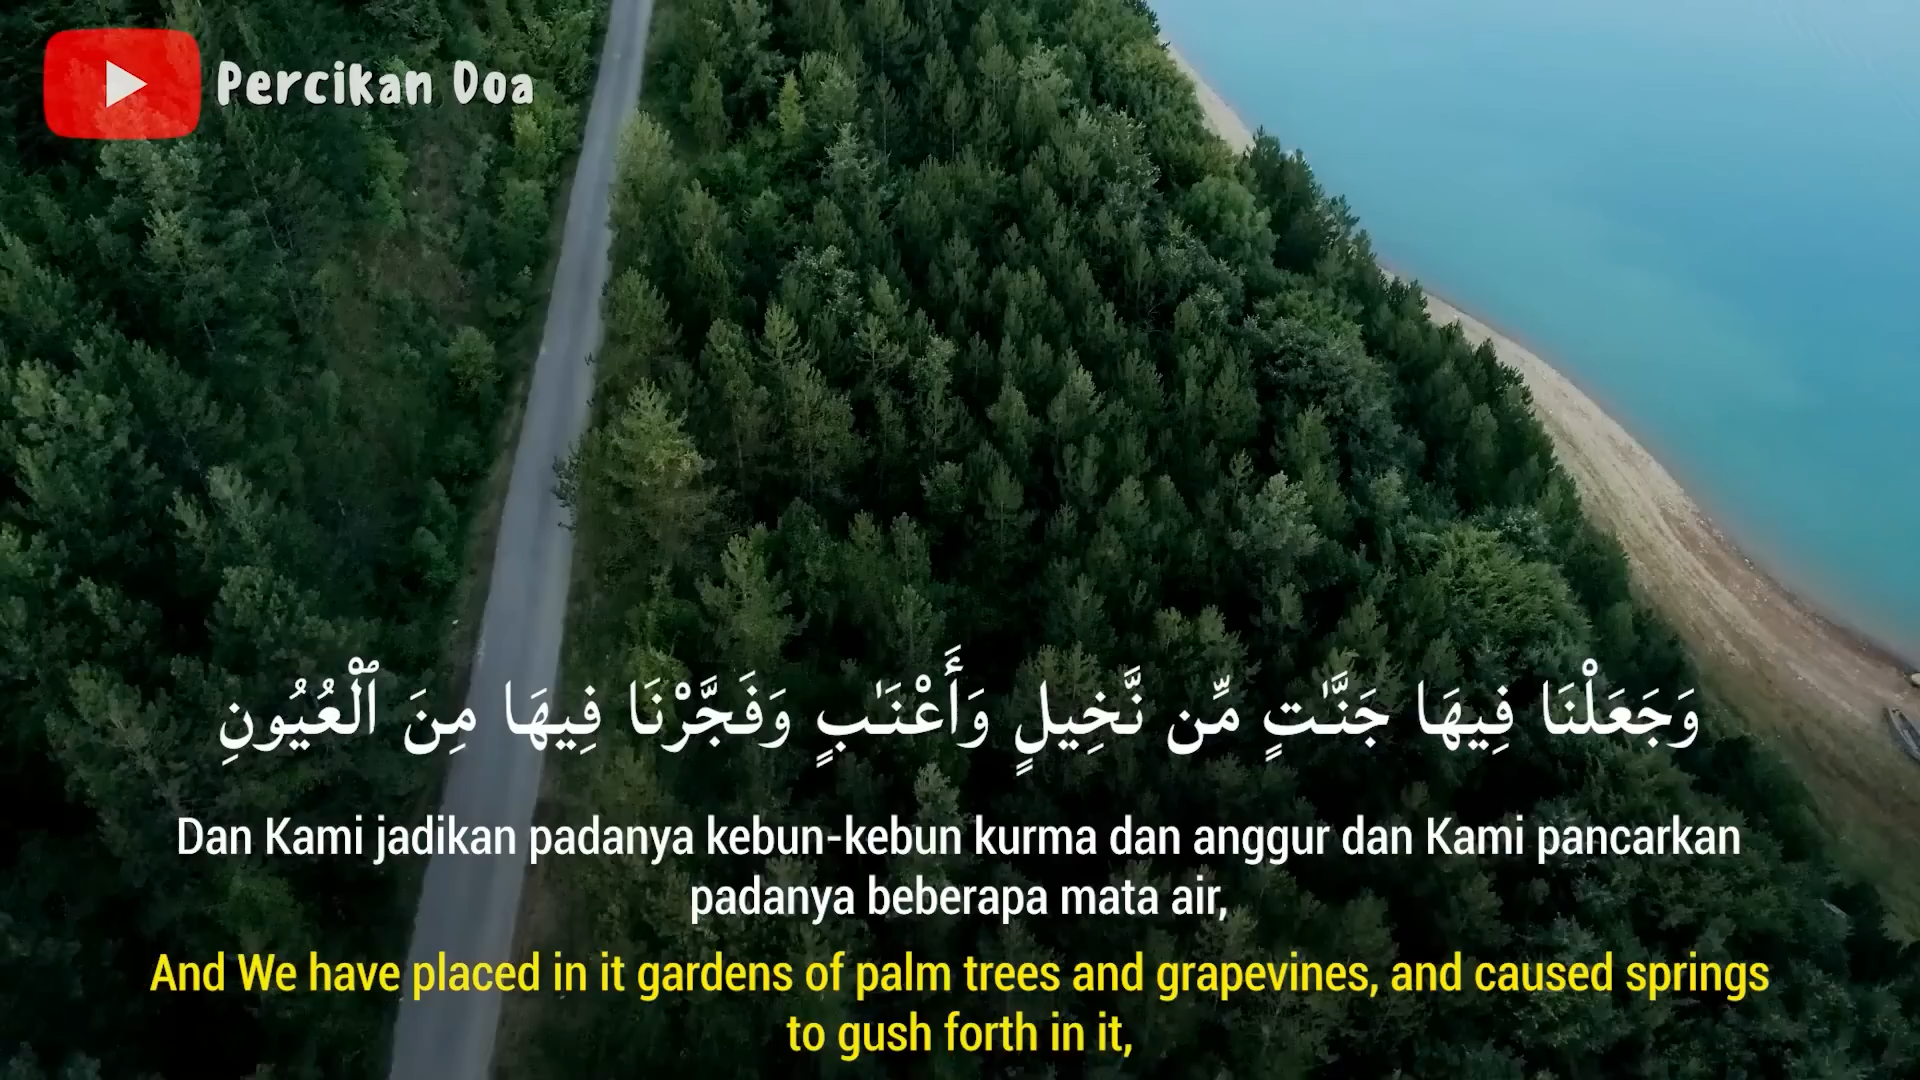 Percikan Doa
وَجَعَلْنَا فِيهَا جَنَّـٰتٍ مِّن نَّخِيلٍ وَأَعْنَـٰبٍ وَفَجَّرْنَا فِيهَا مِنَ ٱلْعُيُونِ
Dan Kami jadikan padanya kebun-kebun kurma dan anggur dan Kami pancarkan
padanya beberapa mata air,
And We have placed in it gardens of palm trees and grapevines, and caused springs
to gush forth in it,